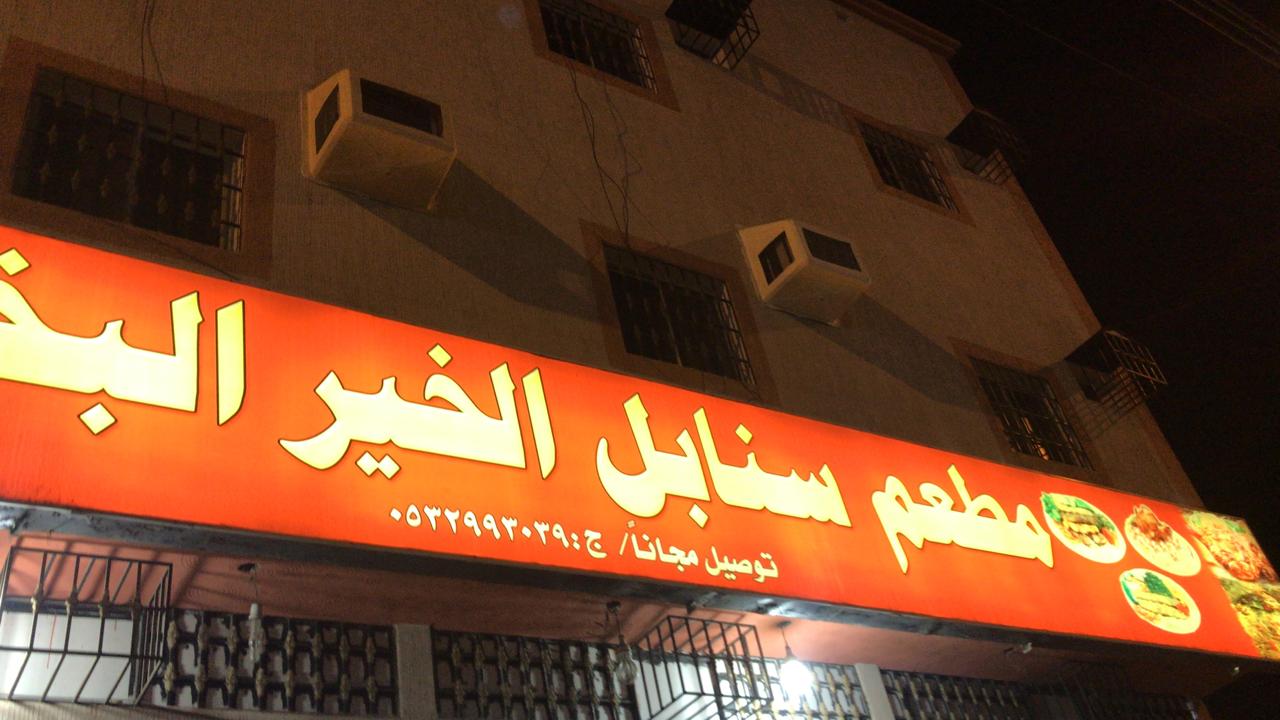 مطعم سنابل الخير
توصيل مجاناً / ج: ٠٥٣٢٩٩٣٠٣٩